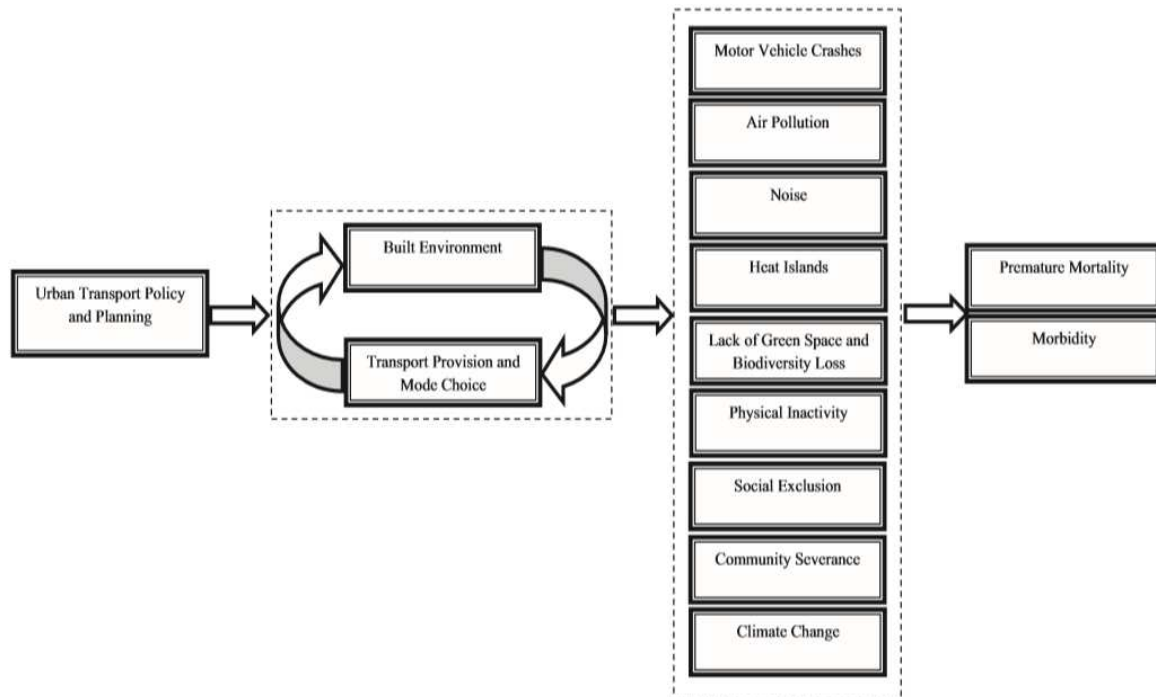 Urban Transport Policy
and Planning
Built Environment
Transport Provision and
Mode Choice
Motor Vehicle Crashes
Air Pollution
Noise
Heat Islands
Lack of Green Space and
Biodiversity Loss
Physical Inactivity
Social Exclusion
Community Severance
Climate Change
Premature Mortality
Morbidity